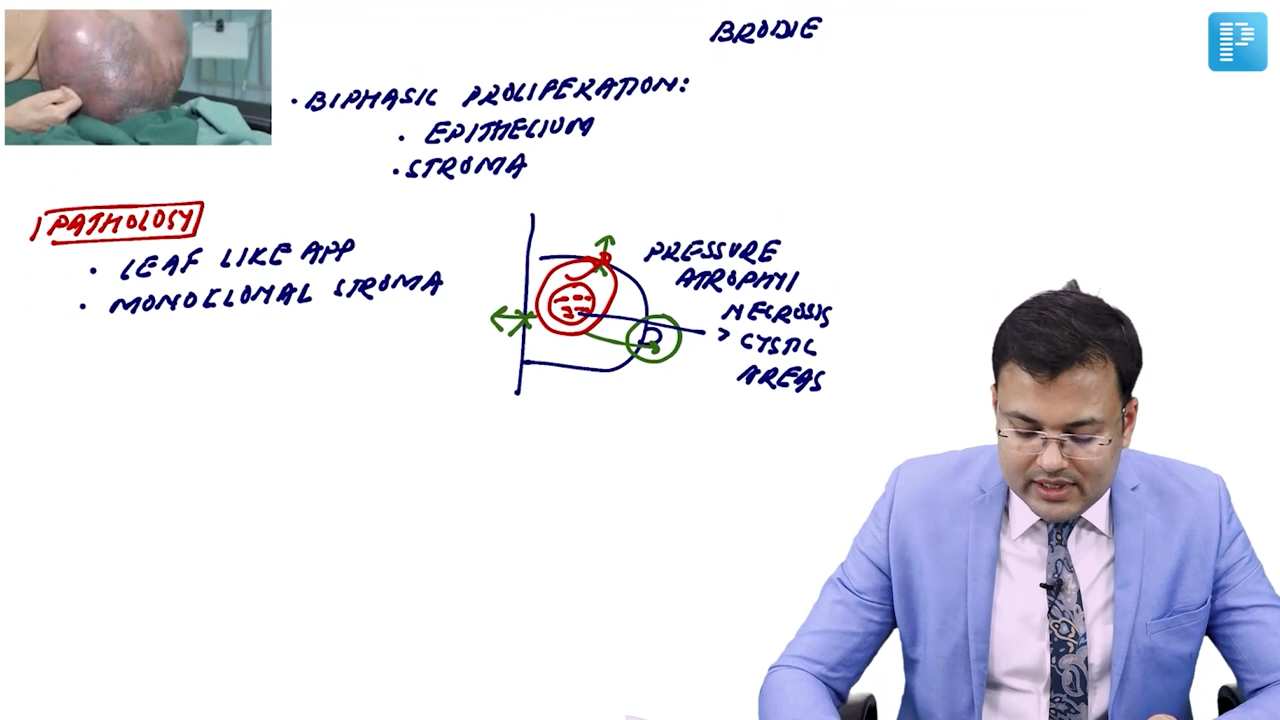 BRODIE
• BIPHASIC PROLIFERATION:
• EPITHELIUM
• STROMA
PATHOLOGY
• LEAF LIKE APP
• MONOCLONAL STROMA
PRESSURE
ATROPHY
NECROSIS
> CYSTIC
AREAS
P